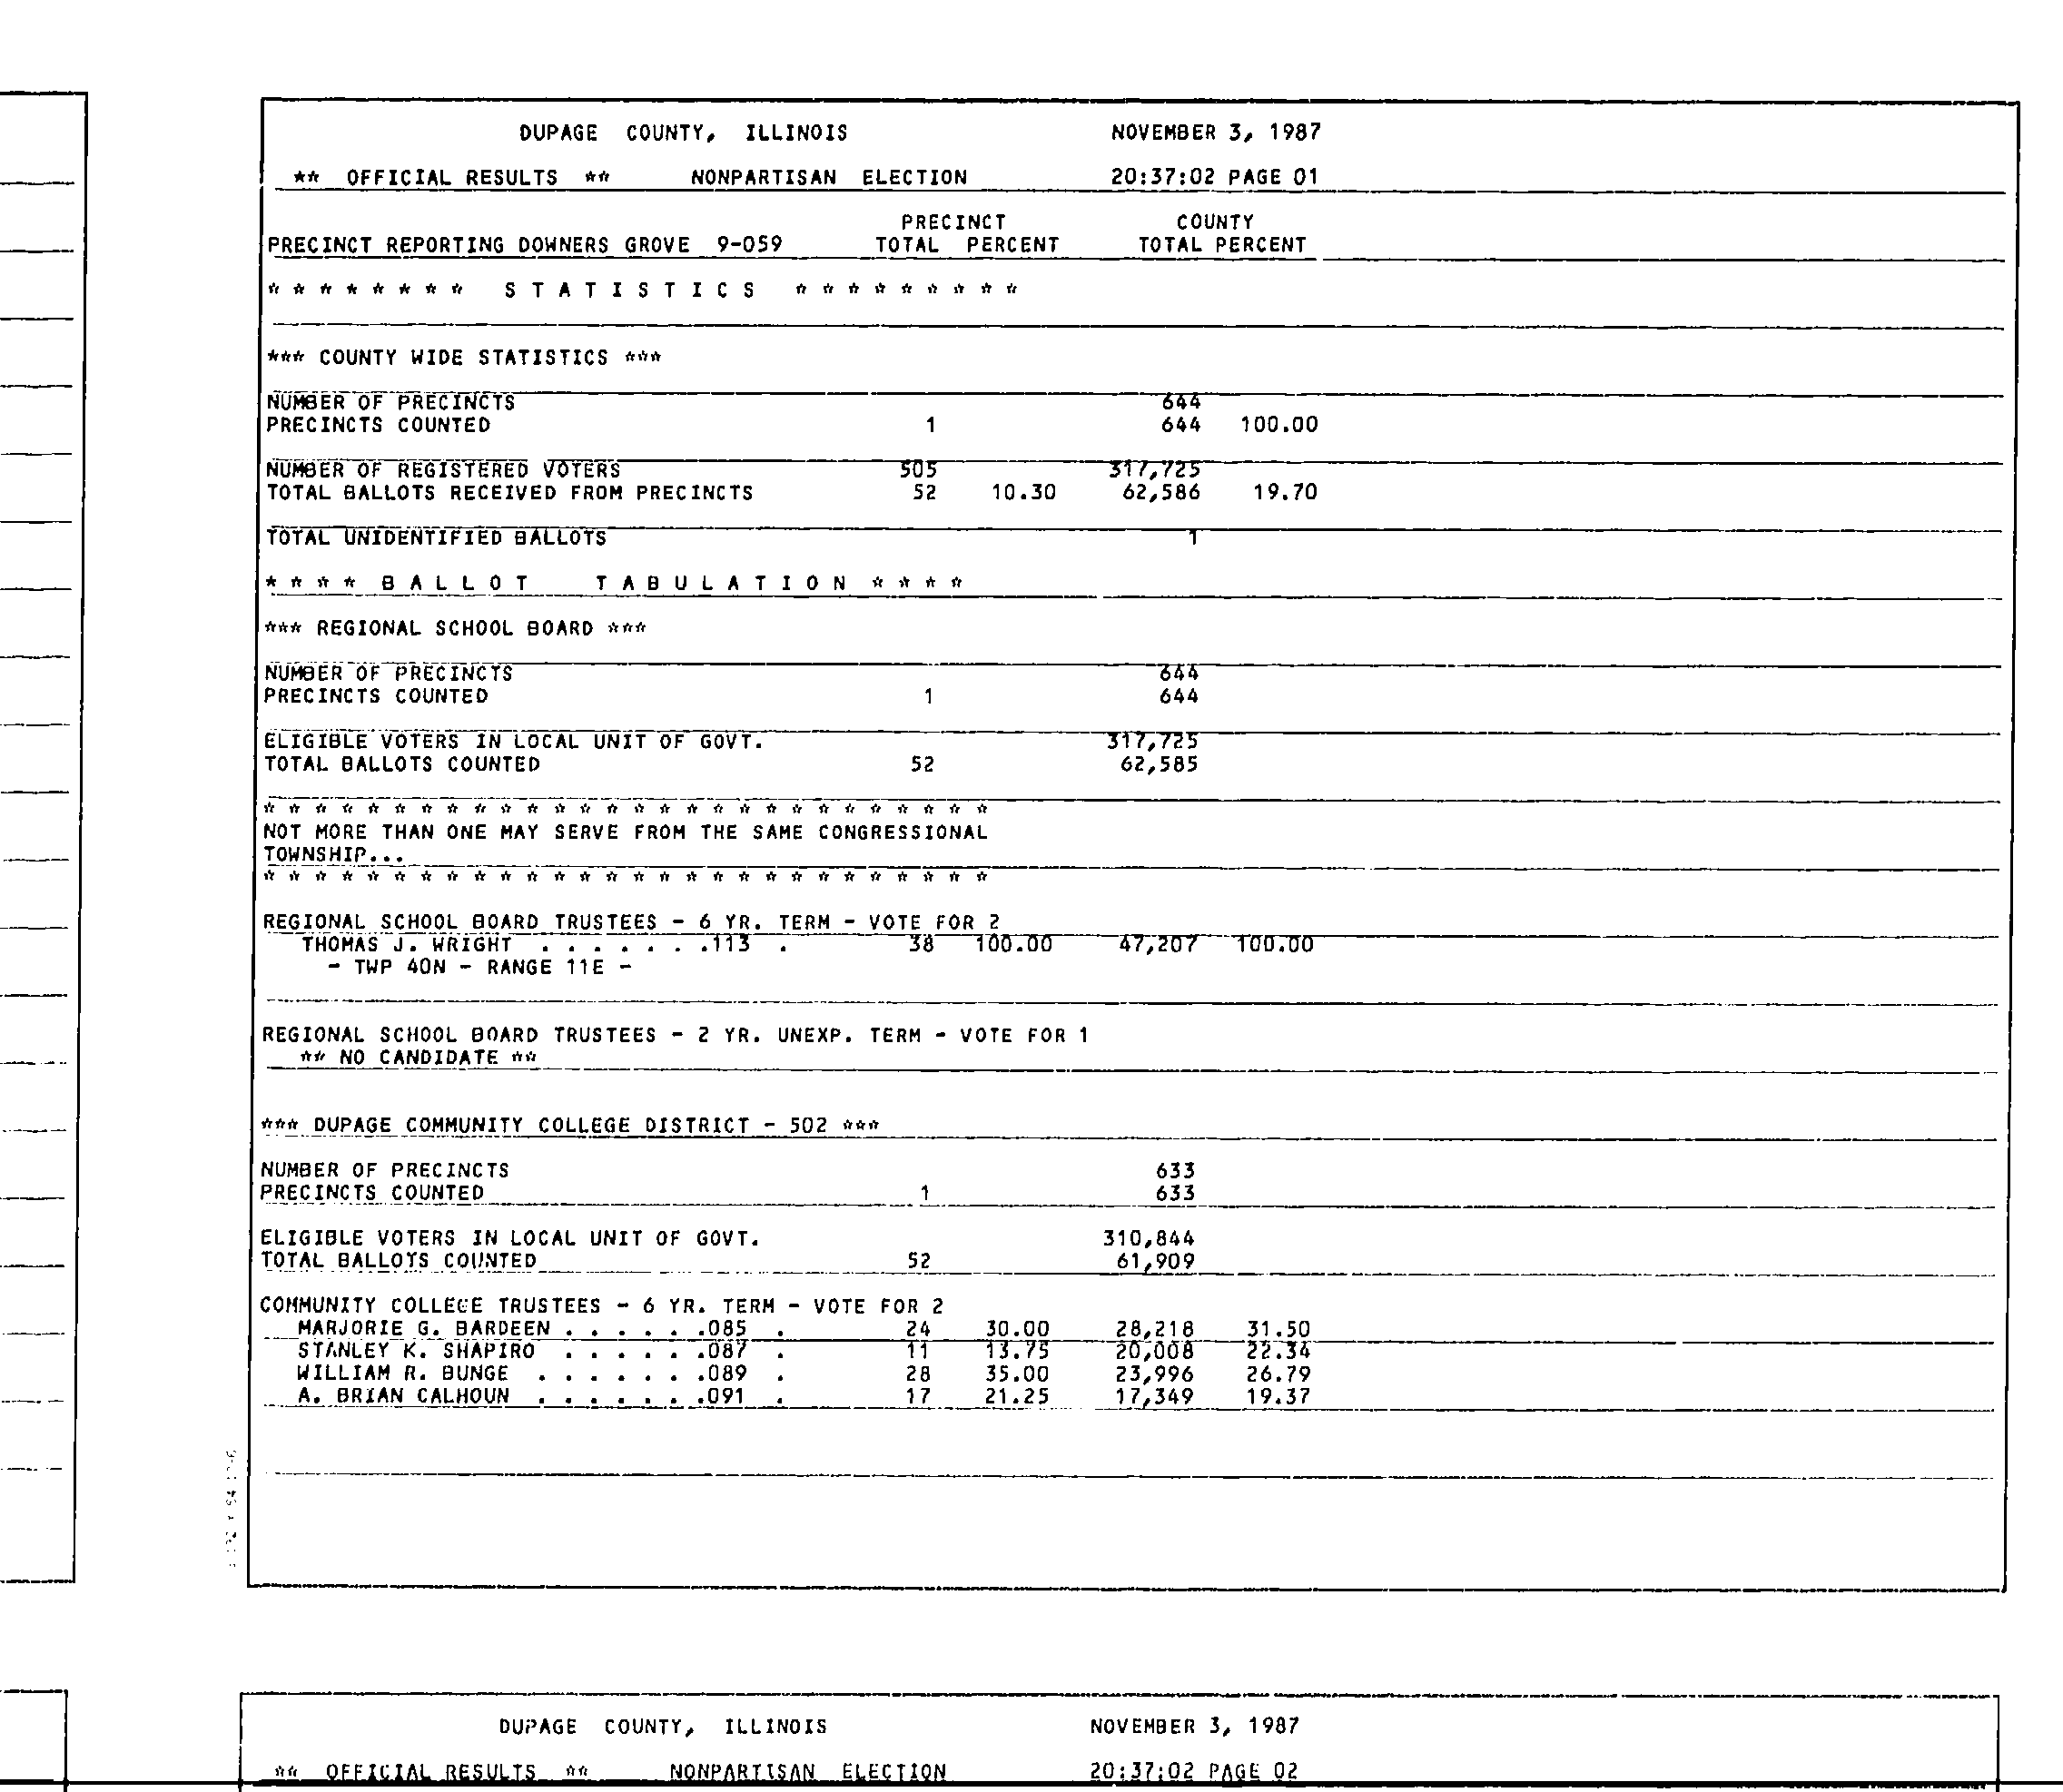 DUPAGE COUNTY, ILLINOIS NOVEMBER 3, 1987
** OFFICIAL RESULTS ** NONPARTISAN ELECTION 20:37:02 PAGE 01
PRECINCT COUNTY
PRECINCT REPORTING DOWNERS GROVE 9-059 TOTAL PERCENT TOTAL PERCENT
* * * * * * * * S T A T I S T I C S * * * * * * * * *
*** COUNTY WIDE STATISTICS ***
NUMBER OF PRECINCTS 644
PRECINCTS COUNTED 1 644 100.00
NUMBER OF REGISTERED VOTERS 505 317,725
TOTAL BALLOTS RECEIVED FROM PRECINCTS 52 10.30 62,586 19.70
TOTAL UNIDENTIFIED BALLOTS 1
* * * * B A L L O T T A B U L A T I O N * * * *
*** REGIONAL SCHOOL BOARD ***
NUMBER OF PRECINCTS 644
PRECINCTS COUNTED 1 644
ELIGIBLE VOTERS IN LOCAL UNIT OF GOVT. 317,725
TOTAL BALLOTS COUNTED 52 62,585
* * * * * * * * * * * * * * * * * * * * * * * * * * * *
NOT MORE THAN ONE MAY SERVE FROM THE SAME CONGRESSIONAL
TOWNSHIP...
* * * * * * * * * * * * * * * * * * * * * * * * * * * *
REGIONAL SCHOOL BOARD TRUSTEES - 6 YR. TERM - VOTE FOR 2
THOMAS J. WRIGHT . . . . . . .113 . 38 100.00 47,207 100.00
- TWP 40N - RANGE 11E -
REGIONAL SCHOOL BOARD TRUSTEES - 2 YR. UNEXP. TERM - VOTE FOR 1
** NO CANDIDATE **
*** DUPAGE COMMUNITY COLLEGE DISTRICT - 502 ***
NUMBER OF PRECINCTS 633
PRECINCTS COUNTED 1 633
ELIGIBLE VOTERS IN LOCAL UNIT OF GOVT. 310,844
TOTAL BALLOTS COUNTED 52 61,909
COMMUNITY COLLEGE TRUSTEES - 6 YR. TERM - VOTE FOR 2
MARJORIE G. BARDEEN . . . . . .085 . 24 30.00 28,218 31.50
STANLEY K. SHAPIRO . . . . . .087 . 11 13.75 20,008 22.34
WILLIAM R. BUNGE . . . . . . .089 . 28 35.00 23,996 26.79
A. BRIAN CALHOUN . . . . . . .091 . 17 21.25 17,349 19.37
DUPAGE COUNTY, ILLINOIS NOVEMBER 3, 1987
** OFFICIAL RESULTS ** NONPARTISAN ELECTION 20:37:02 PAGE 02